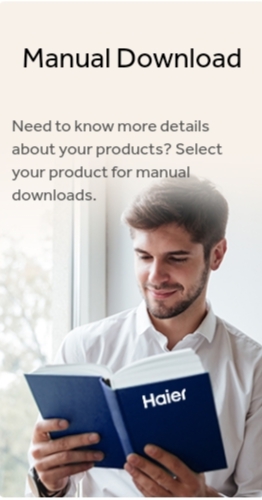 Manual Download
Need to know more details
about your products? Select
your product for manual
downloads.
Haier